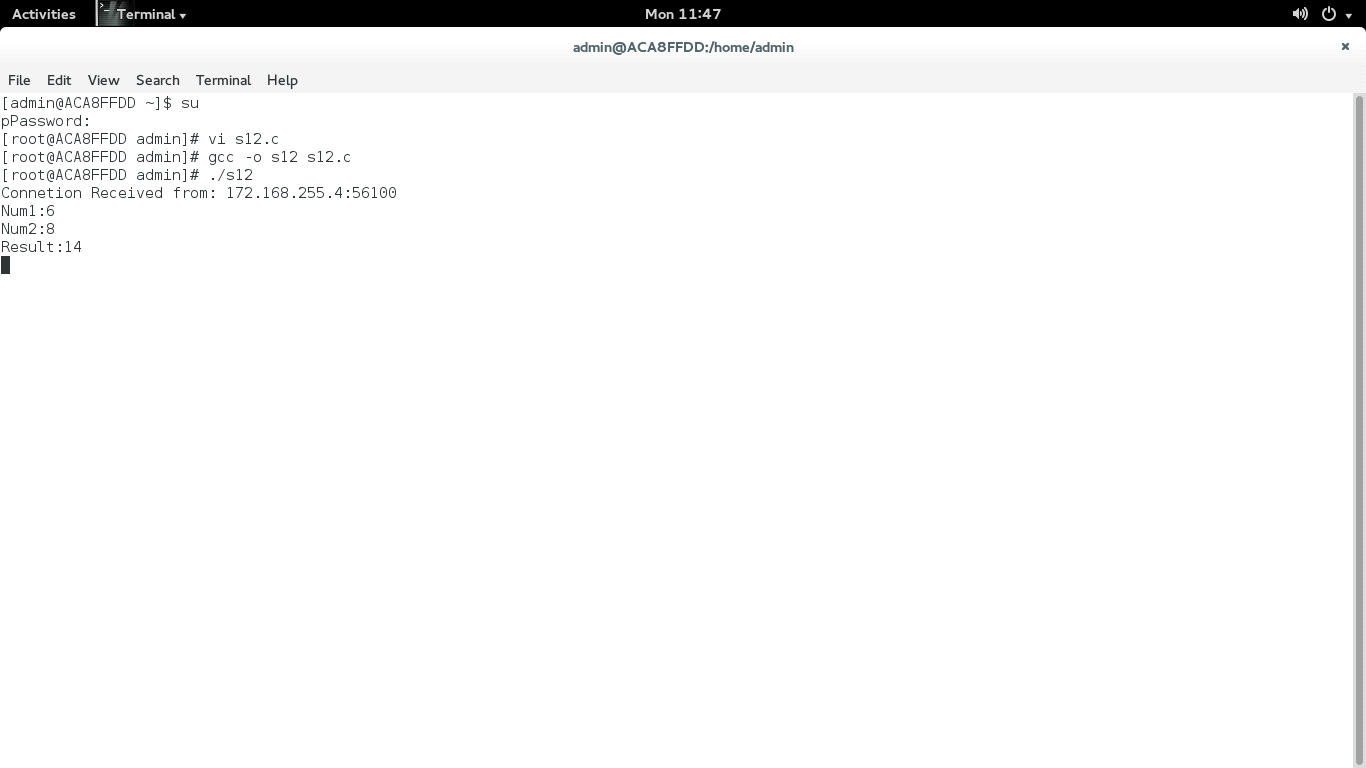 Activities Terminal Mon 11:47
admin@ACA8FFDD:/home/admin
File Edit View Search Terminal Help
[admin@ACA8FFDD ~]$ su
pPassword:
[root@ACA8FFDD admin]# vi s12.c
[root@ACA8FFDD admin]# gcc -o s12 s12.c
[root@ACA8FFDD admin]# ./s12
Connetion Received from: 172.168.255.4:56100
Num1:6
Num2:8
Result:14